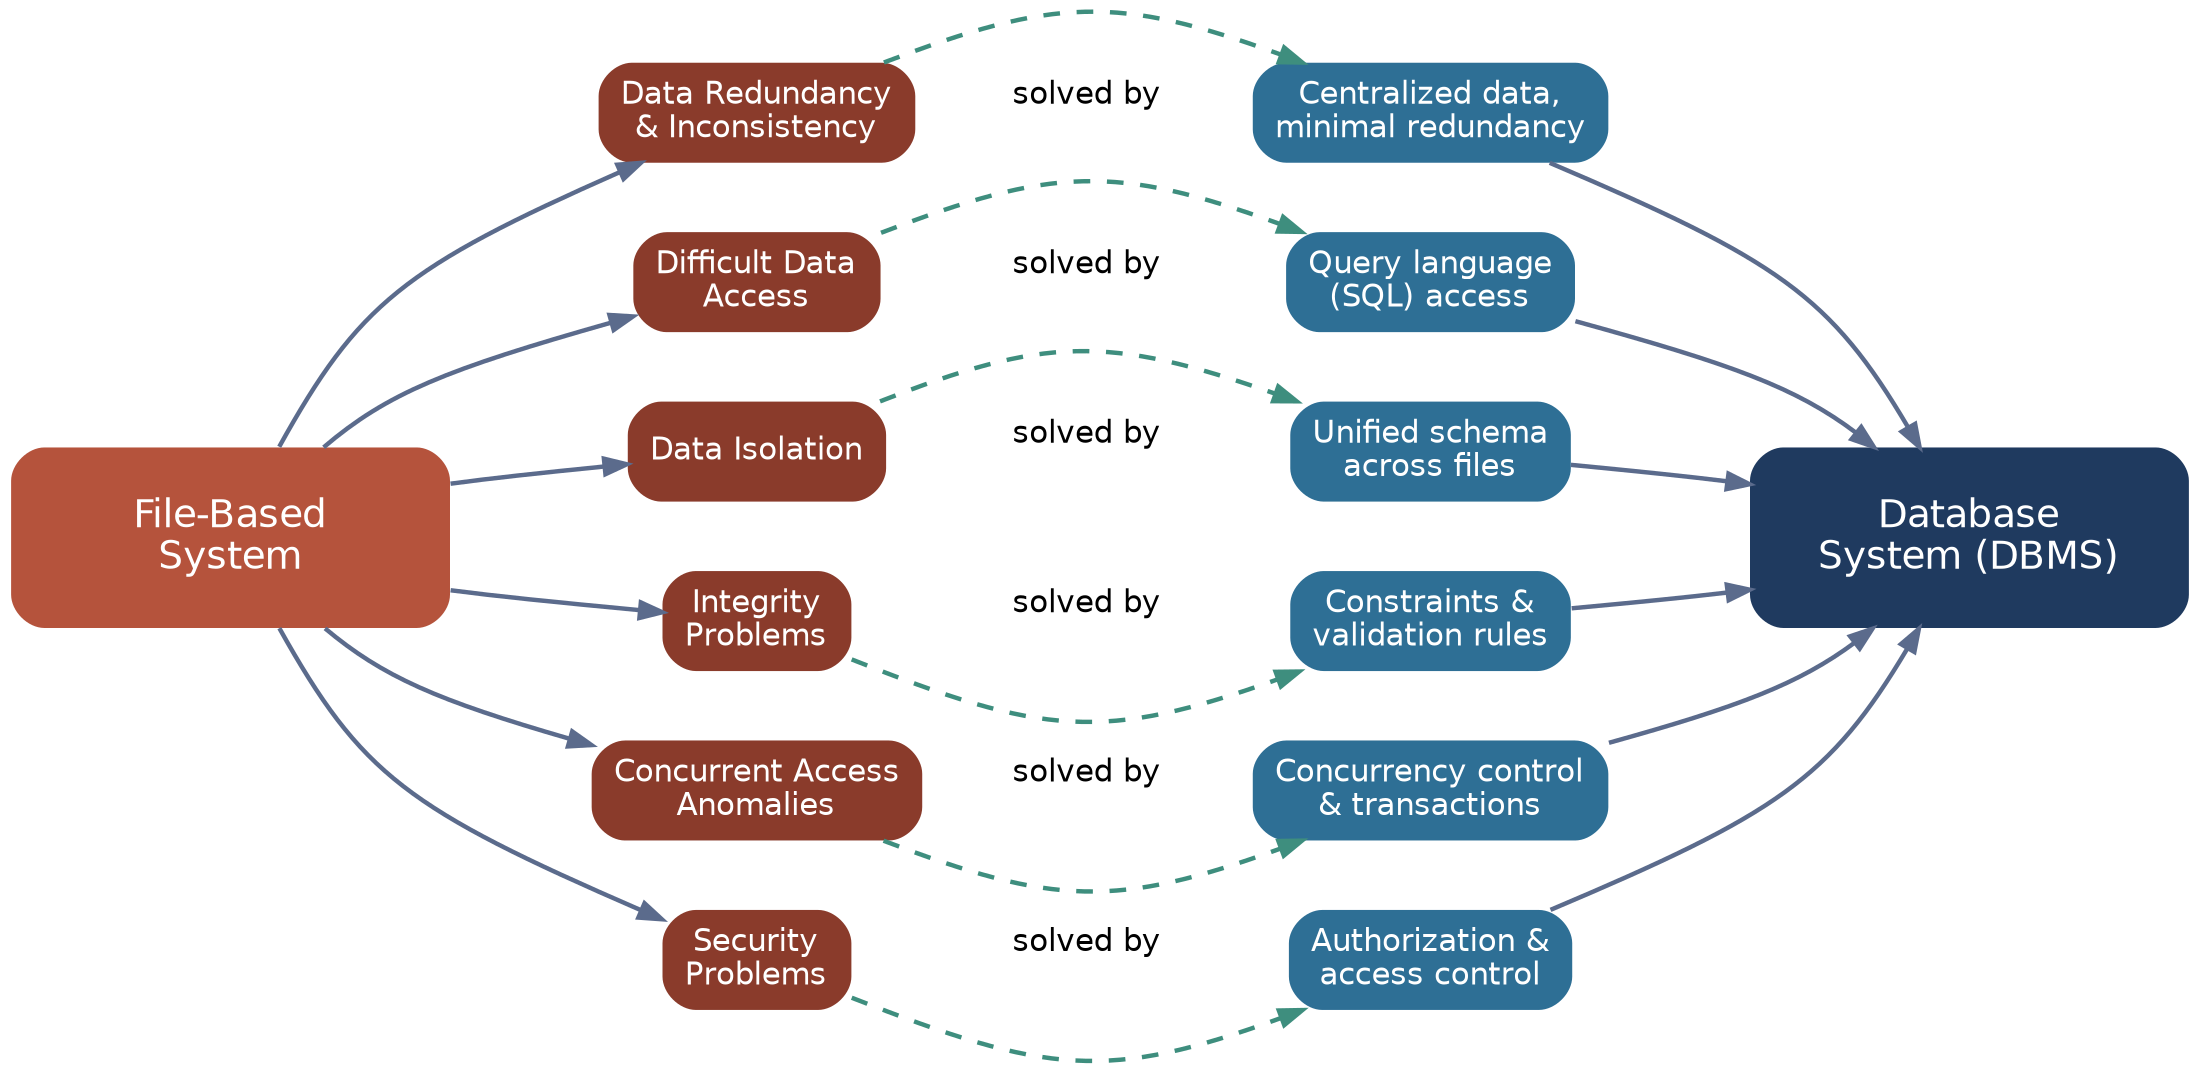 File-Based
System
Data Redundancy
& Inconsistency
solved by
Centralized data,
minimal redundancy
Difficult Data
Access
solved by
Query language
(SQL) access
Data Isolation
solved by
Unified schema
across files
Integrity
Problems
solved by
Constraints &
validation rules
Concurrent Access
Anomalies
solved by
Concurrency control
& transactions
Security
Problems
solved by
Authorization &
access control
Database
System (DBMS)